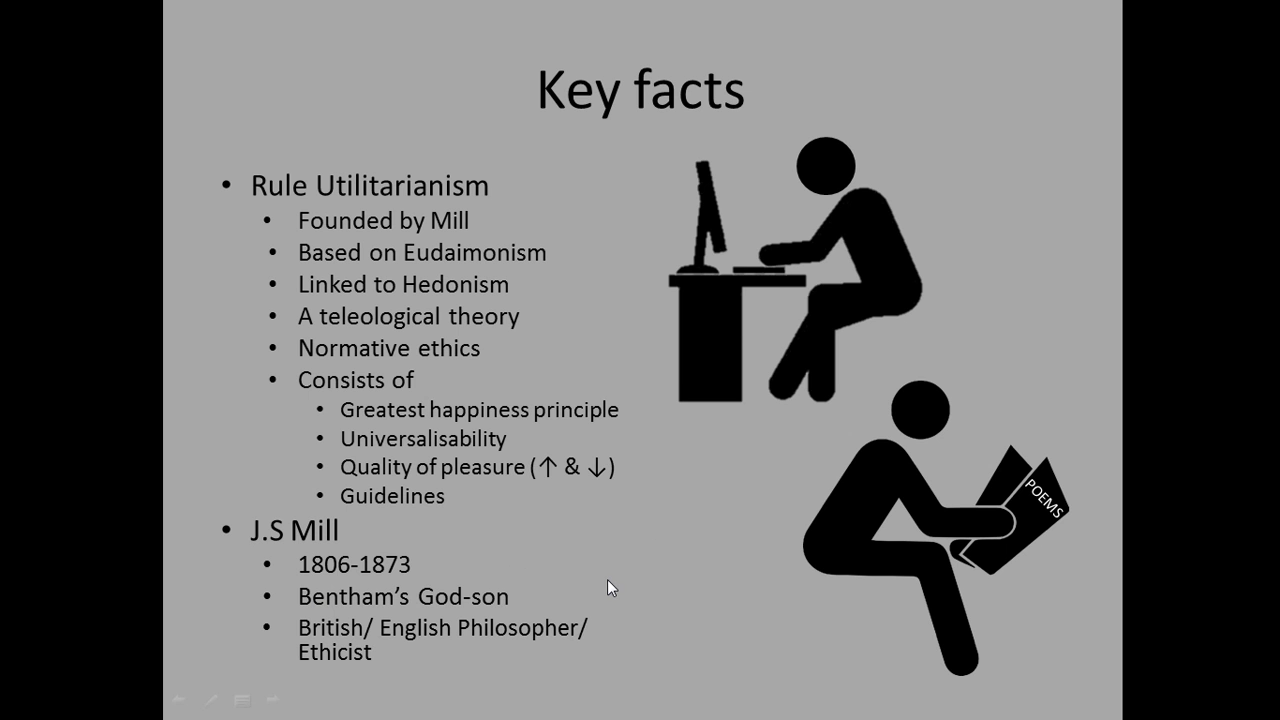 Key facts
• Rule Utilitarianism
• Founded by Mill
• Based on Eudaimonism
• Linked to Hedonism
• A teleological theory
• Normative ethics
• Consists of
• Greatest happiness principle
• Universalisability
• Quality of pleasure (↑ & ↓)
• Guidelines
• J.S Mill
• 1806-1873
• Bentham’s God-son
• British/ English Philosopher/
Ethicist
POEMS